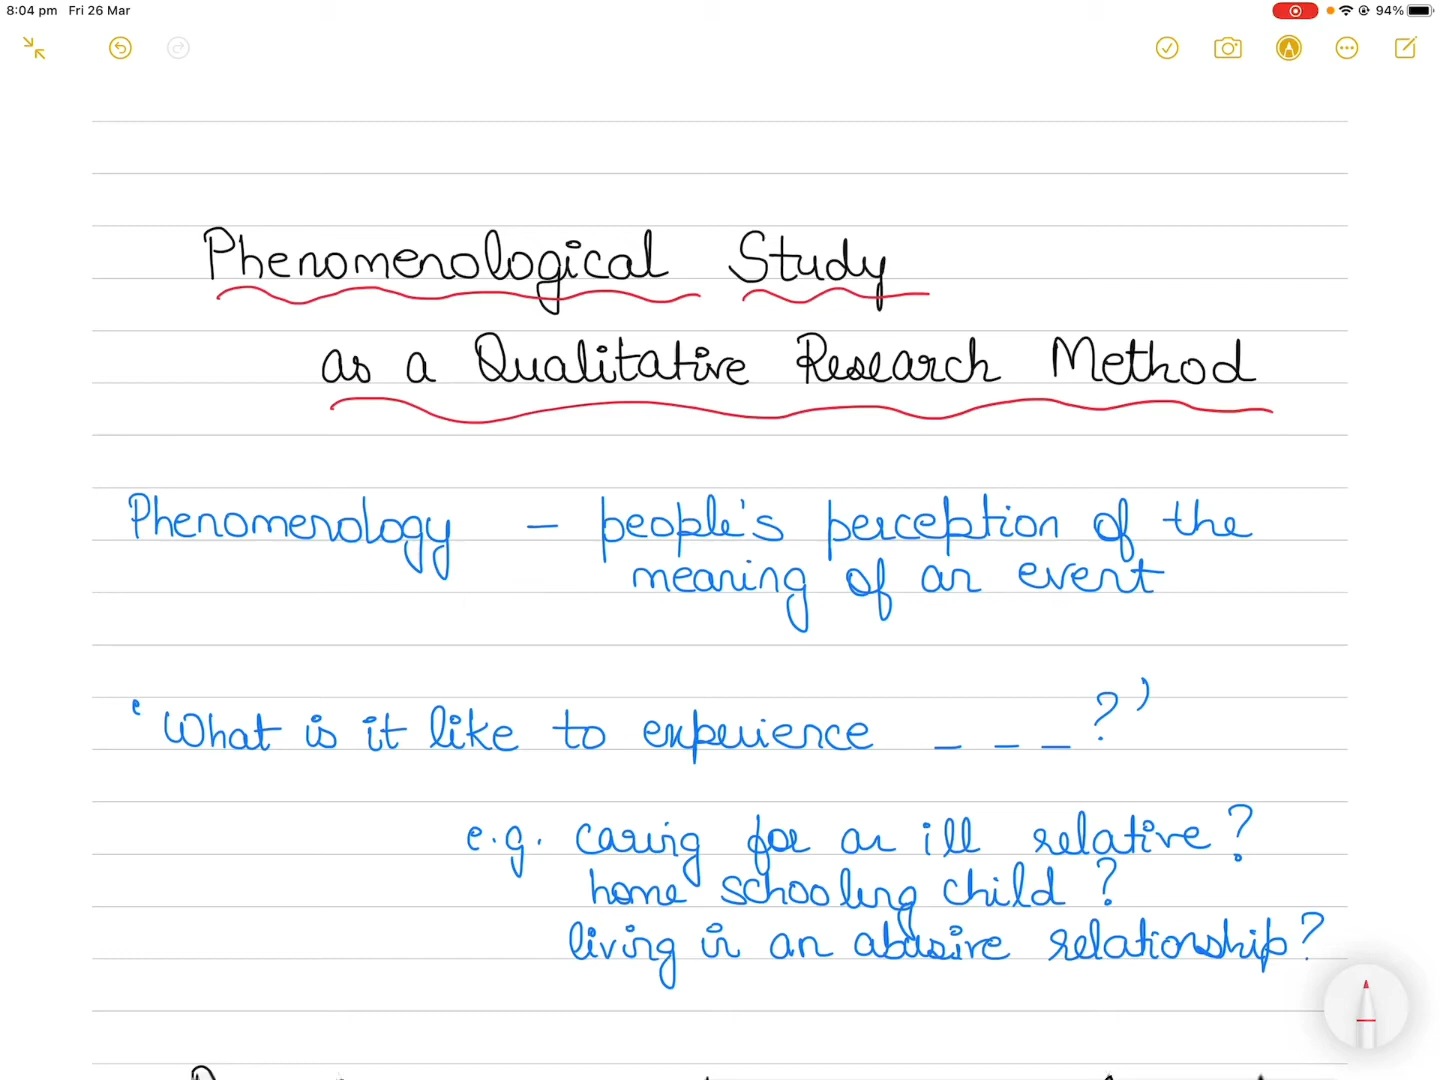 8:04 pm Fri 26 Mar 94%
Phenomenological Study
as a Qualitative Research Method
Phenomenology – people's perception of the
meaning of an event
'What is it like to experience _ _ _?'
e.g. caring for an ill relative?
home schooling child?
living in an abusive relationship?